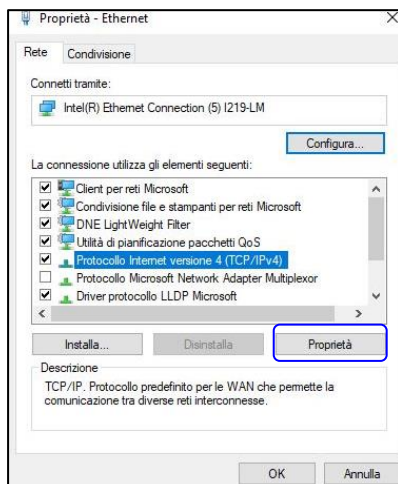 Proprietà - Ethernet
Rete Condivisione
Connetti tramite:
Intel(R) Ethernet Connection (5) I219-LM
Configura...
La connessione utilizza gli elementi seguenti:
Client per reti Microsoft
Condivisione file e stampanti per reti Microsoft
DNE LightWeight Filter
Utilità di pianificazione pacchetti QoS
Protocollo Internet versione 4 (TCP/IPv4)
Protocollo Microsoft Network Adapter Multiplexor
Driver protocollo LLDP Microsoft
Installa... Disinstalla Proprietà
Descrizione
TCP/IP. Protocollo predefinito per le WAN che permette la
comunicazione tra diverse reti interconnesse.
OK Annulla